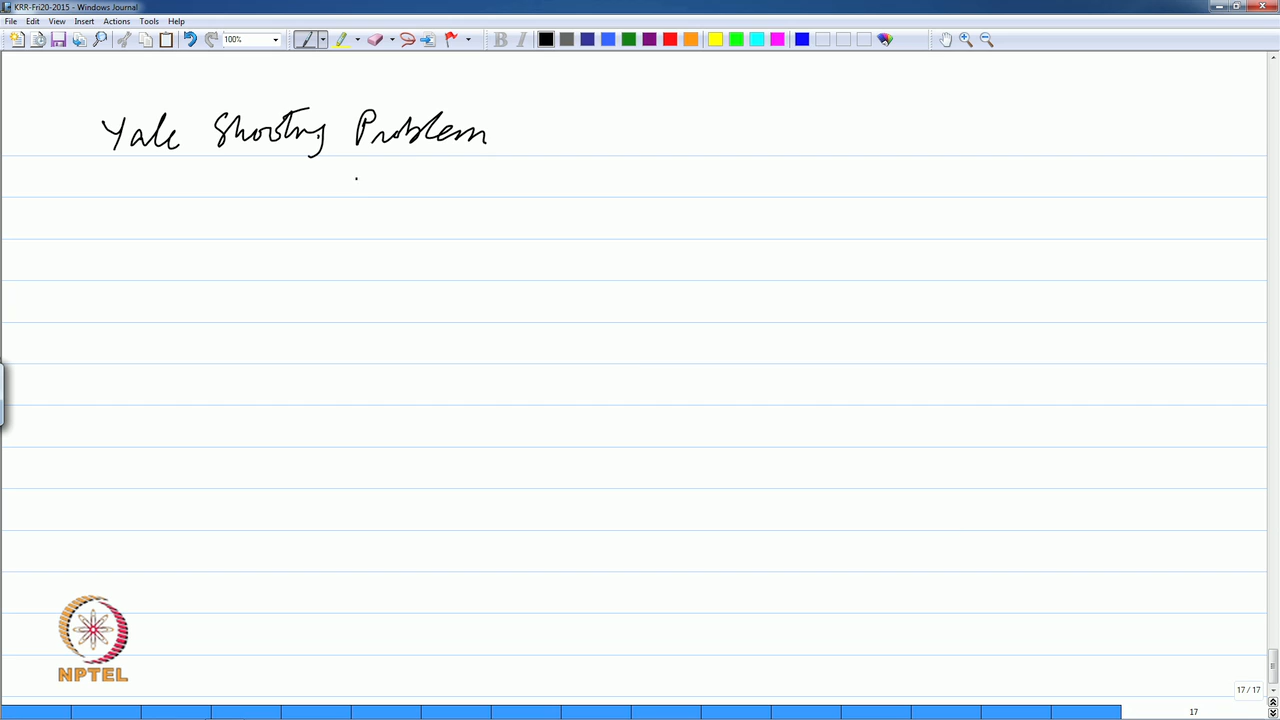 KRR-Fri20-2015 - Windows Journal
File Edit View Insert Actions Tools Help
100% B I
Yale Shooting Problem
NPTEL
17 / 17
17